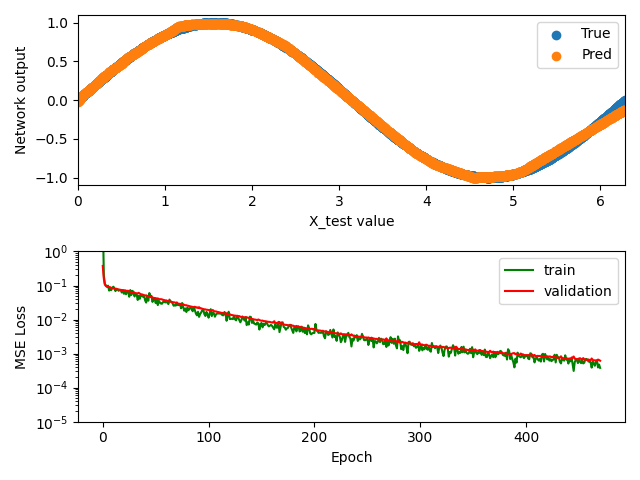 1.0
0.5
0.0
−0.5
−1.0
Network output
True
Pred
0 1 2 3 4 5 6
X_test value
10⁰
10⁻¹
10⁻²
10⁻³
10⁻⁴
10⁻⁵
MSE Loss
train
validation
0 100 200 300 400
Epoch